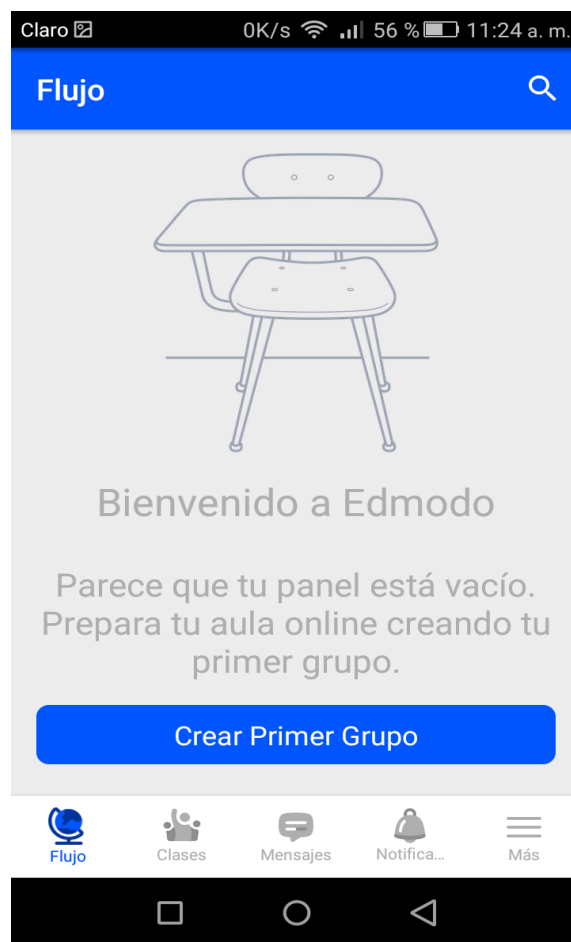 Claro 0K/s 56 % 11:24 a. m.
Flujo
Bienvenido a Edmodo
Parece que tu panel está vacío.
Prepara tu aula online creando tu
primer grupo.
Crear Primer Grupo
Flujo Clases Mensajes Notifica... Más